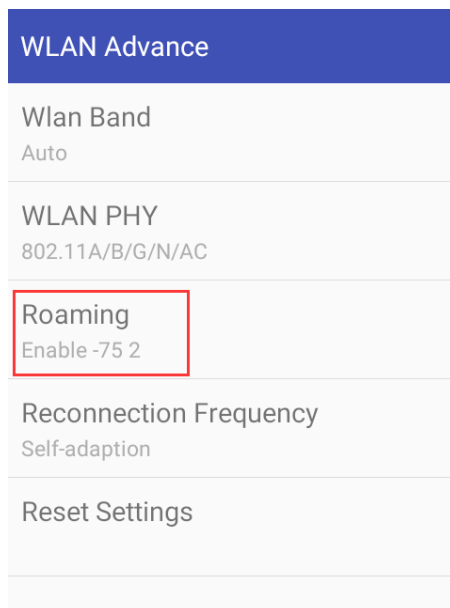 WLAN Advance
Wlan Band
Auto
WLAN PHY
802.11A/B/G/N/AC
Roaming
Enable -75 2
Reconnection Frequency
Self-adaption
Reset Settings